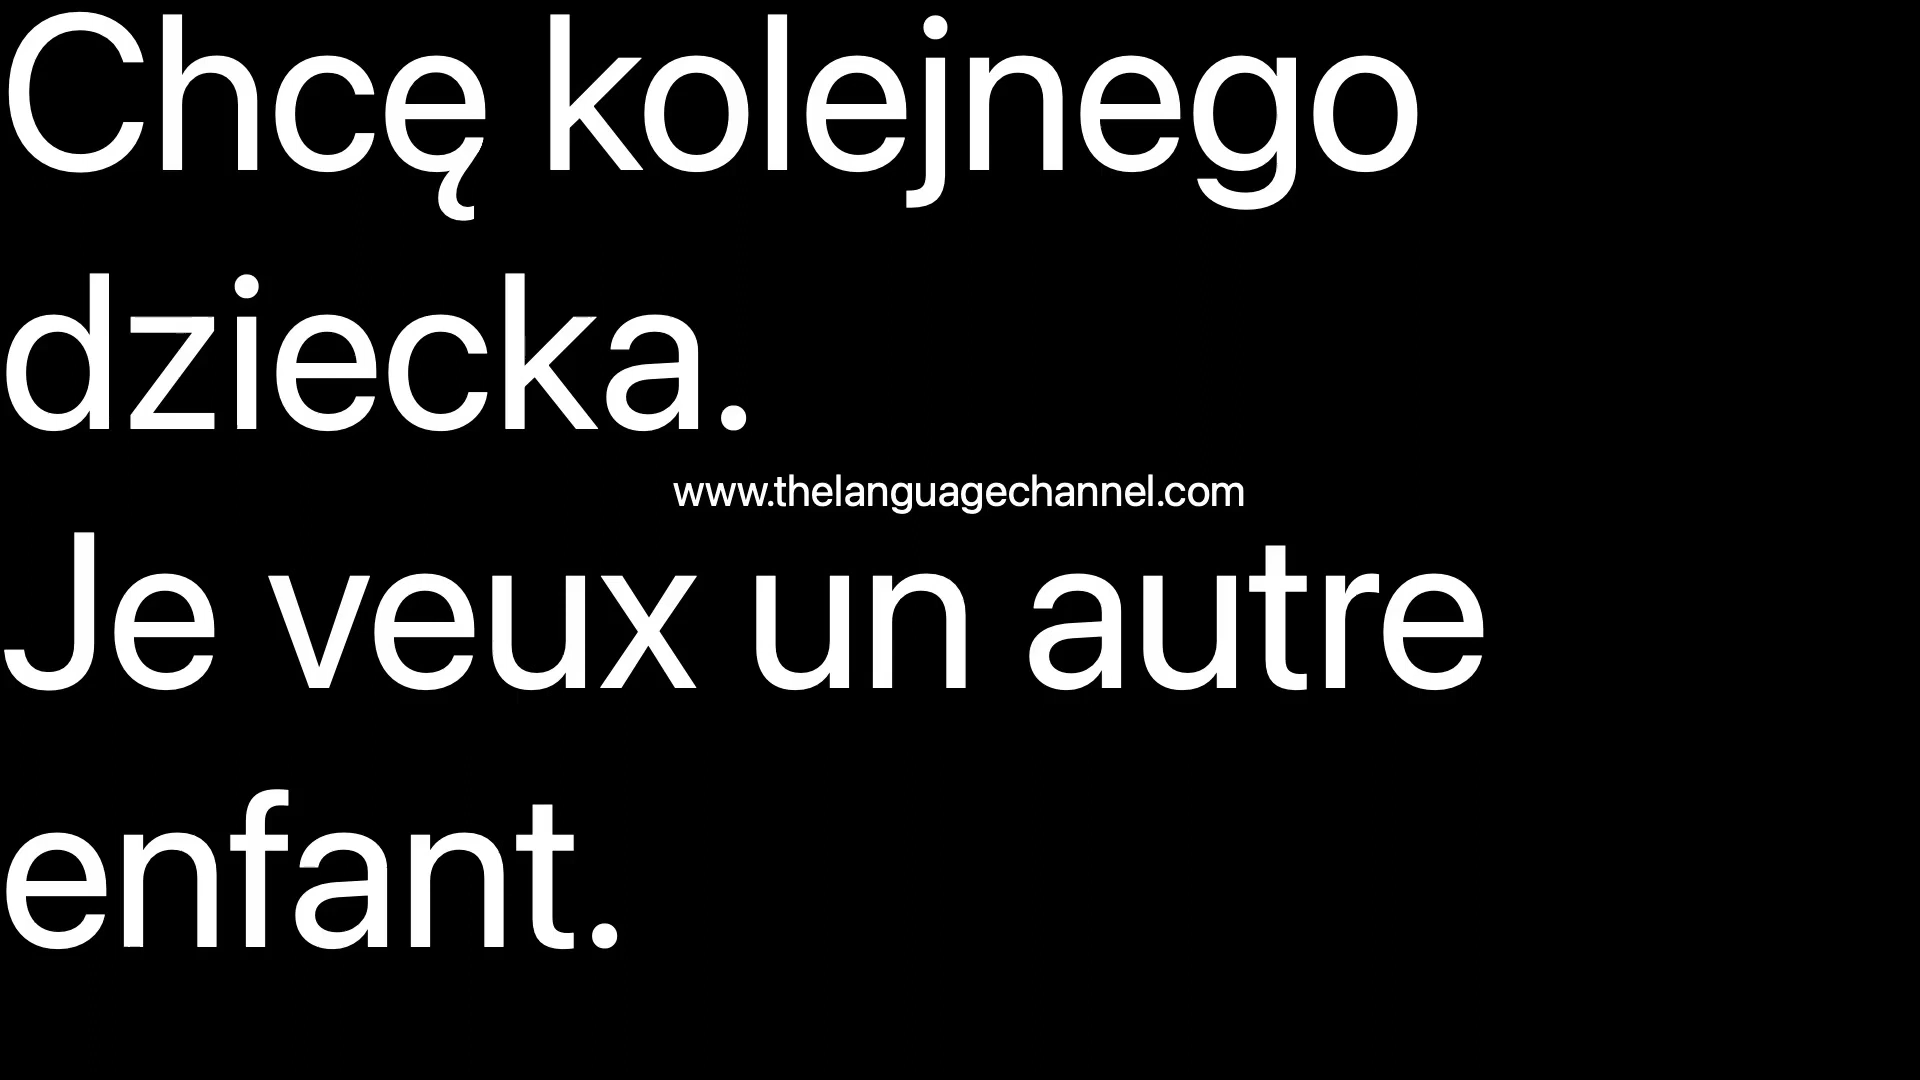 Chcę kolejnego
dziecka.
www.thelanguagechannel.com
Je veux un autre
enfant.